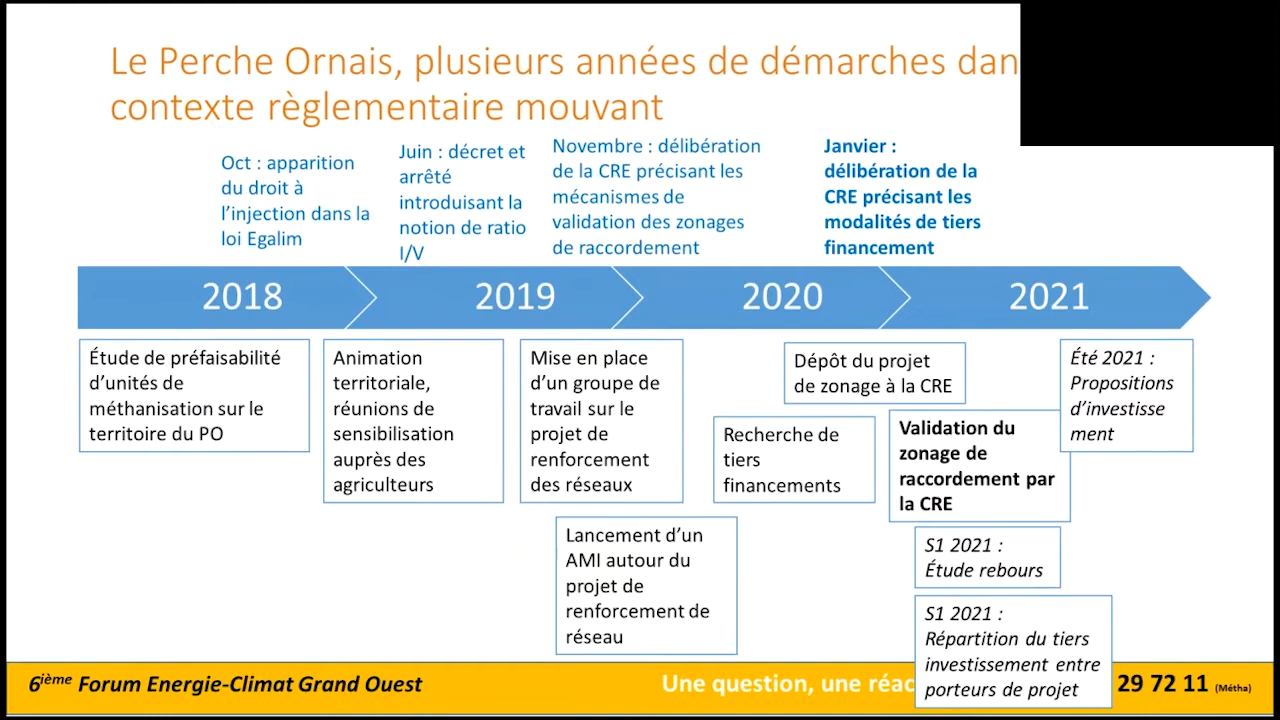 Le Perche Ornais, plusieurs années de démarches dan
contexte règlementaire mouvant
Oct : apparition
du droit à
l’injection dans la
loi Egalim
Juin : décret et
arrêté
introduisant la
notion de ratio
I/V
Novembre : délibération
de la CRE précisant les
mécanismes de
validation des zonages
de raccordement
Janvier :
délibération de la
CRE précisant les
modalités de tiers
financement
2018
2019
2020
2021
Étude de préfaisabilité
d’unités de
méthanisation sur le
territoire du PO
Animation
territoriale,
réunions de
sensibilisation
auprès des
agriculteurs
Mise en place
d’un groupe de
travail sur le
projet de
renforcement
des réseaux
Lancement d’un
AMI autour du
projet de
renforcement de
réseau
Recherche de
tiers
financements
Dépôt du projet
de zonage à la CRE
Validation du
zonage de
raccordement par
la CRE
Été 2021 :
Propositions
d’investisse
ment
S1 2021 :
Étude rebours
S1 2021 :
Répartition du tiers
investissement entre
porteurs de projet
6ième Forum Energie-Climat Grand Ouest
Une question, une réac
29 72 11 (Métha)